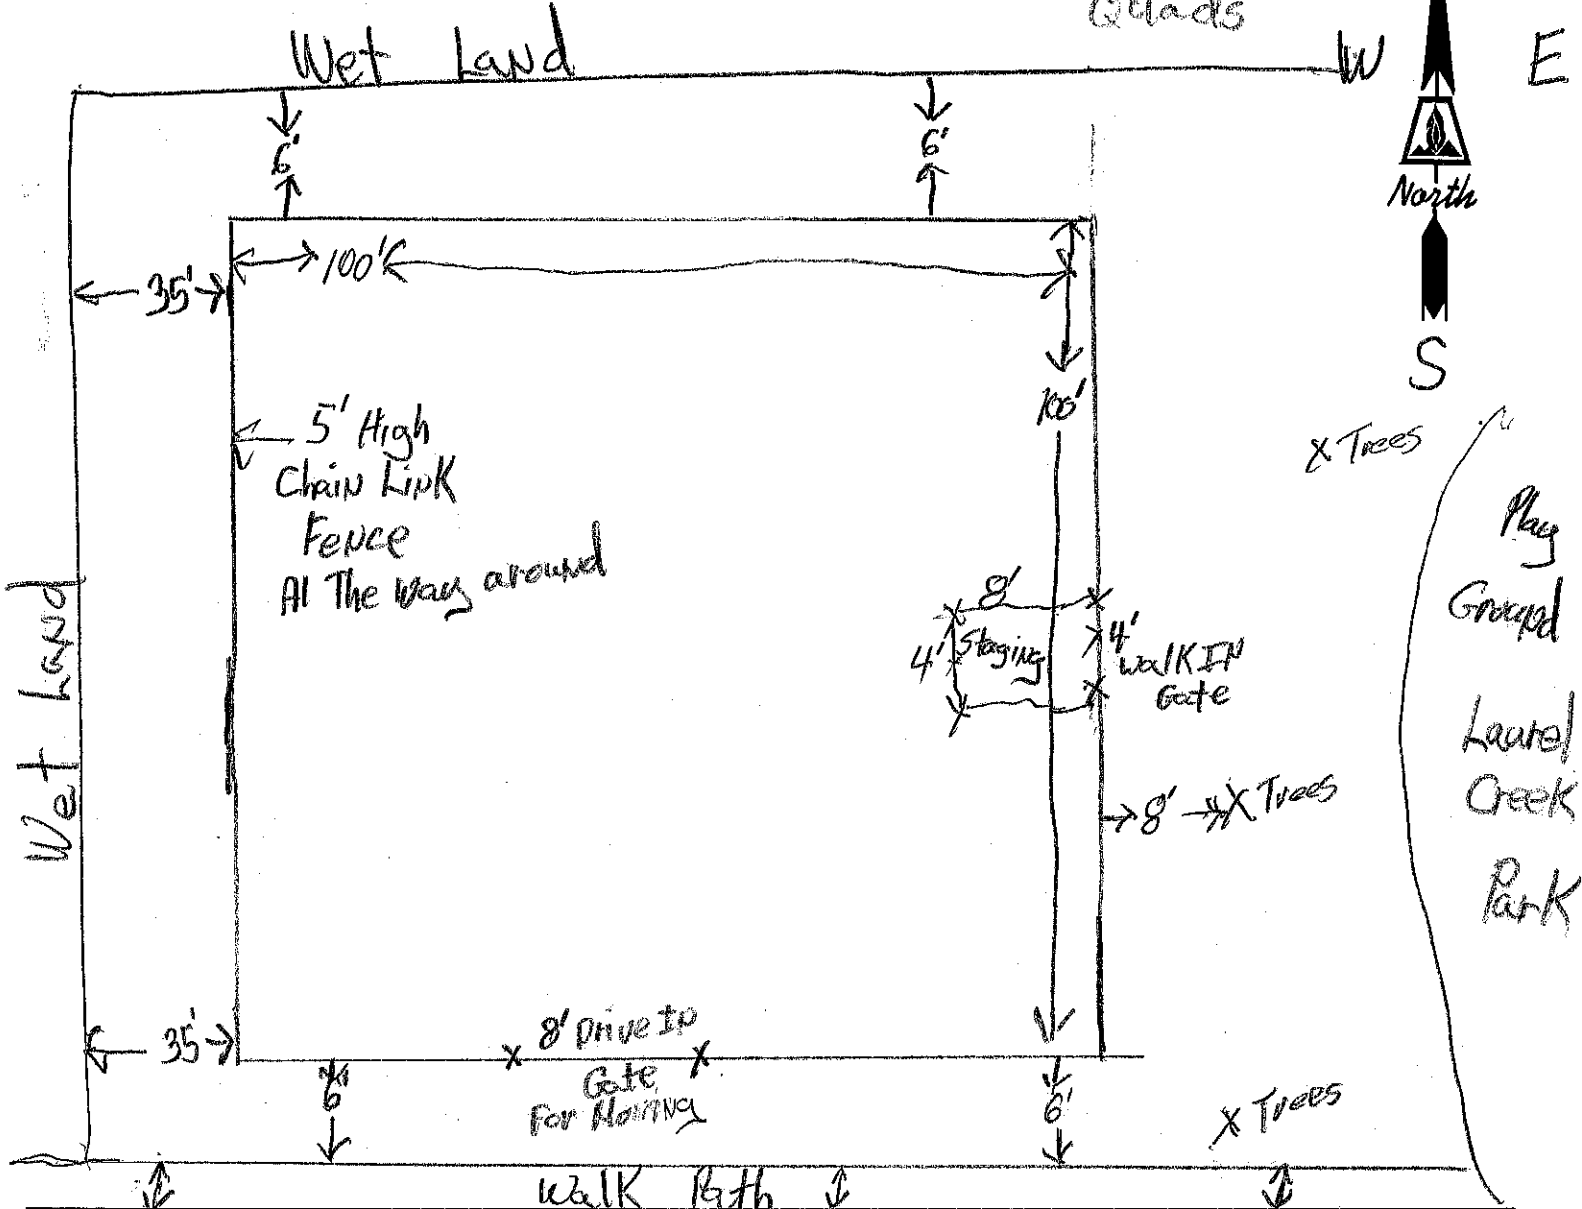 Quads
Wet Land
W
E
North
S
6'
6'
100'
35'
100'
5' High
Chain Link
Fence
Al The way around
X Trees
Play
Ground
Laurel
Creek
Park
Wet Land
8'
4'
Staging
4'
Walk IN
Gate
8'
X Trees
35'
8' Drive In
Gate
For Mowing
6'
6'
X Trees
Walk Path